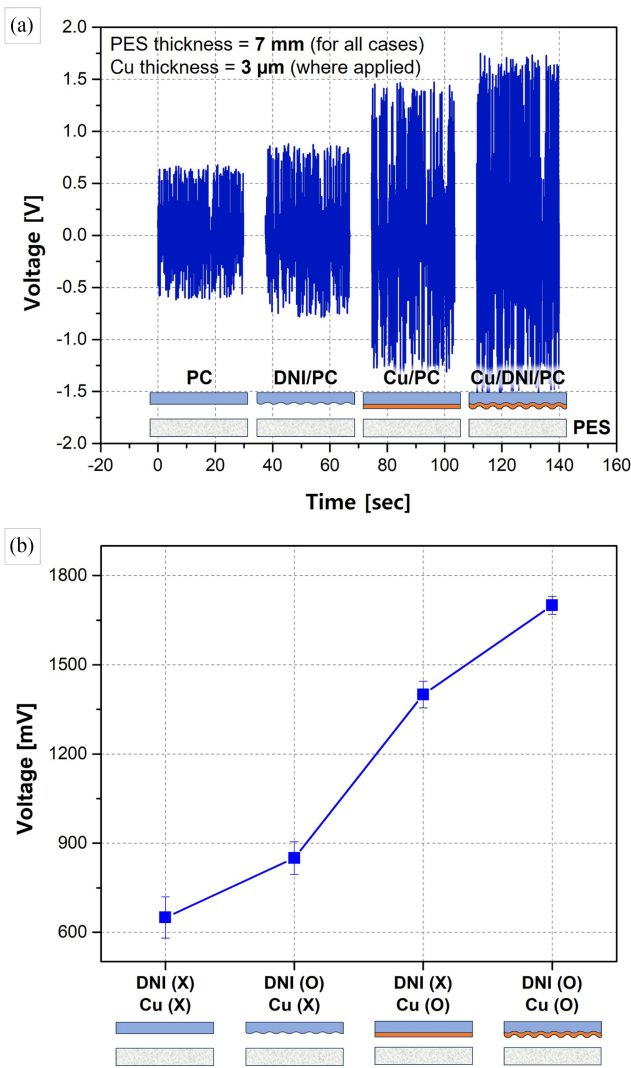 (a)
PES thickness = 7 mm (for all cases)
Cu thickness = 3 µm (where applied)
2.0
1.5
1.0
0.5
0.0
-0.5
-1.0
-1.5
-2.0
Voltage [V]
PC
DNI/PC
Cu/PC
Cu/DNI/PC
PES
-20
0
20
40
60
80
100
120
140
160
Time [sec]
(b)
1800
1500
1200
900
600
Voltage [mV]
DNI (X)
Cu (X)
DNI (O)
Cu (X)
DNI (X)
Cu (O)
DNI (O)
Cu (O)